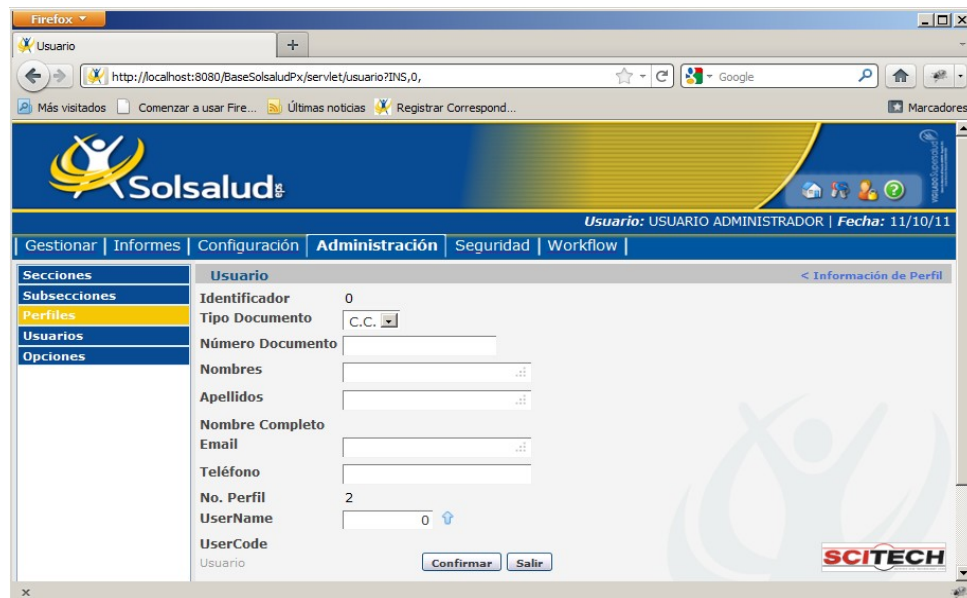 Firefox
Usuario
http://localhost:8080/BaseSolsaludPx/servlet/usuario?INS,0,
Google
Más visitados
Comenzar a usar Fire...
Últimas noticias
Registrar Correspond...
Marcadores
Solsalud
Usuario: USUARIO ADMINISTRADOR | Fecha: 11/10/11
| Gestionar | Informes | Configuración | Administración | Seguridad | Workflow |
Secciones
Subsecciones
Perfiles
Usuarios
Opciones
Usuario
< Información de Perfil
Identificador 0
Tipo Documento C.C.
Número Documento
Nombres
Apellidos
Nombre Completo
Email
Teléfono
No. Perfil 2
UserName 0
UserCode
Usuario
Confirmar Salir
SCITECH
x